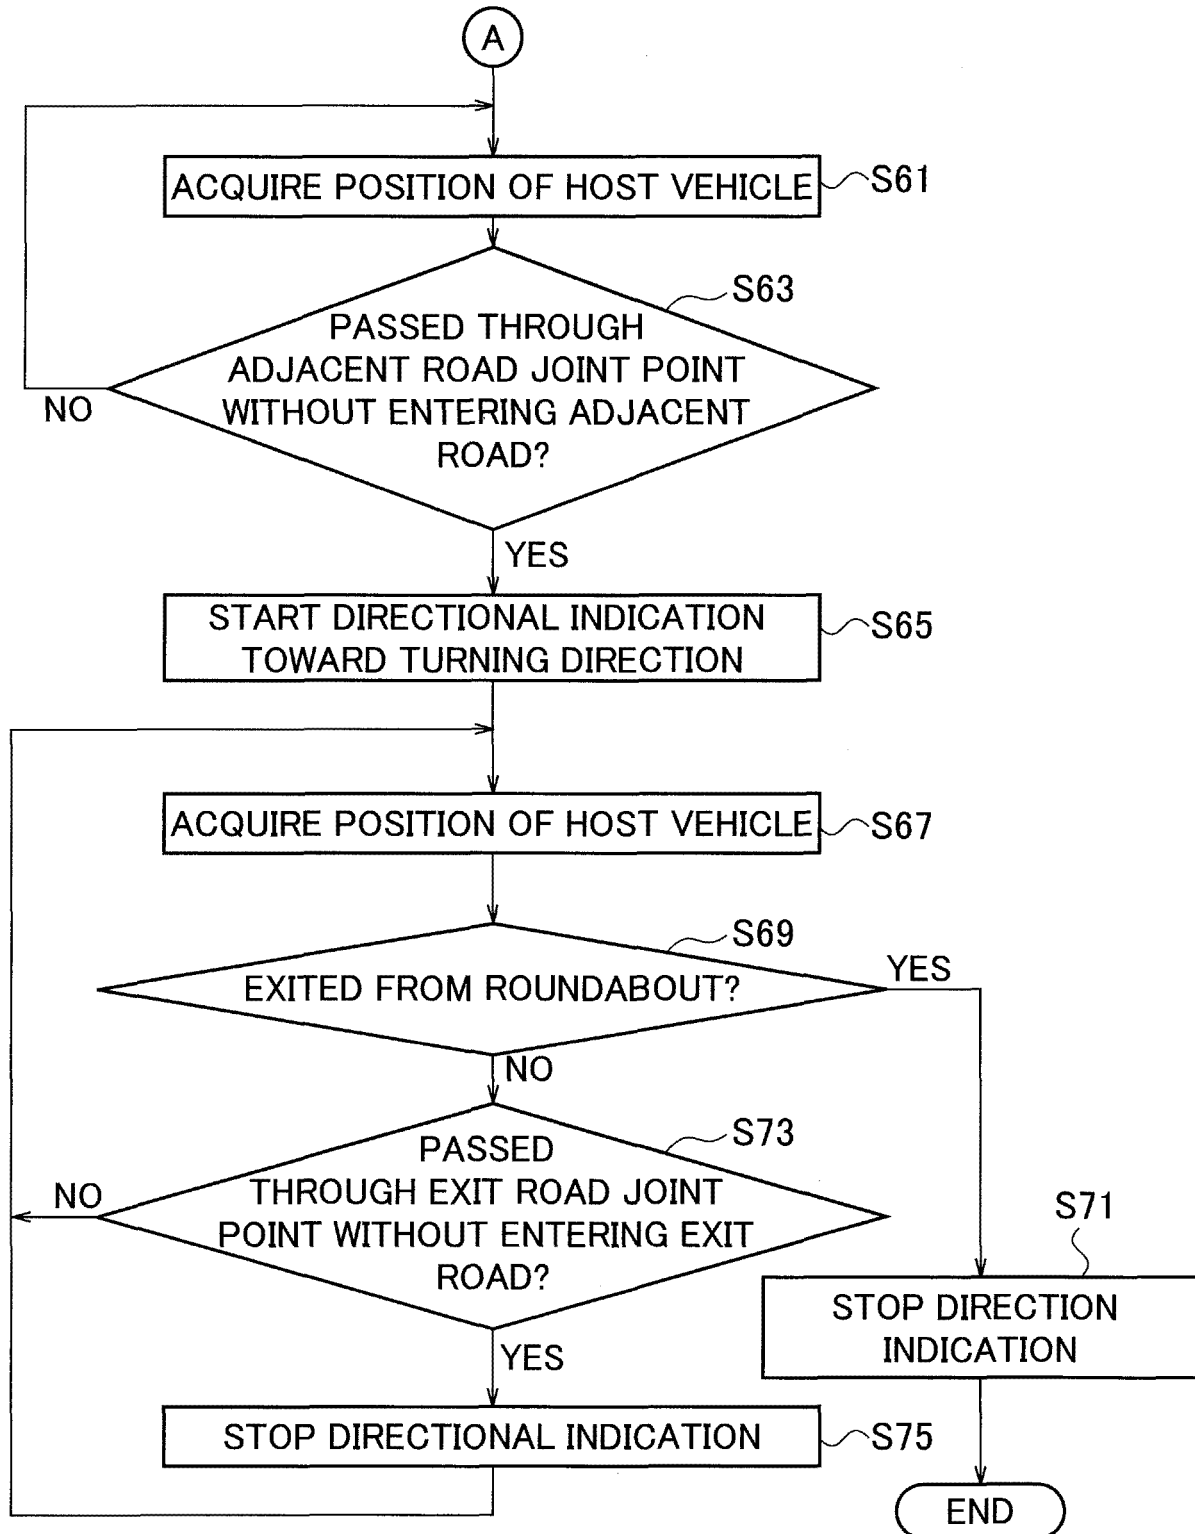 A
ACQUIRE POSITION OF HOST VEHICLE
S61
S63
PASSED THROUGH
ADJACENT ROAD JOINT POINT
WITHOUT ENTERING ADJACENT
ROAD?
NO
YES
START DIRECTIONAL INDICATION
TOWARD TURNING DIRECTION
S65
ACQUIRE POSITION OF HOST VEHICLE
S67
S69
EXITED FROM ROUNDABOUT?
YES
NO
S73
PASSED
THROUGH EXIT ROAD JOINT
POINT WITHOUT ENTERING EXIT
ROAD?
NO
YES
S71
STOP DIRECTION
INDICATION
STOP DIRECTIONAL INDICATION
S75
END